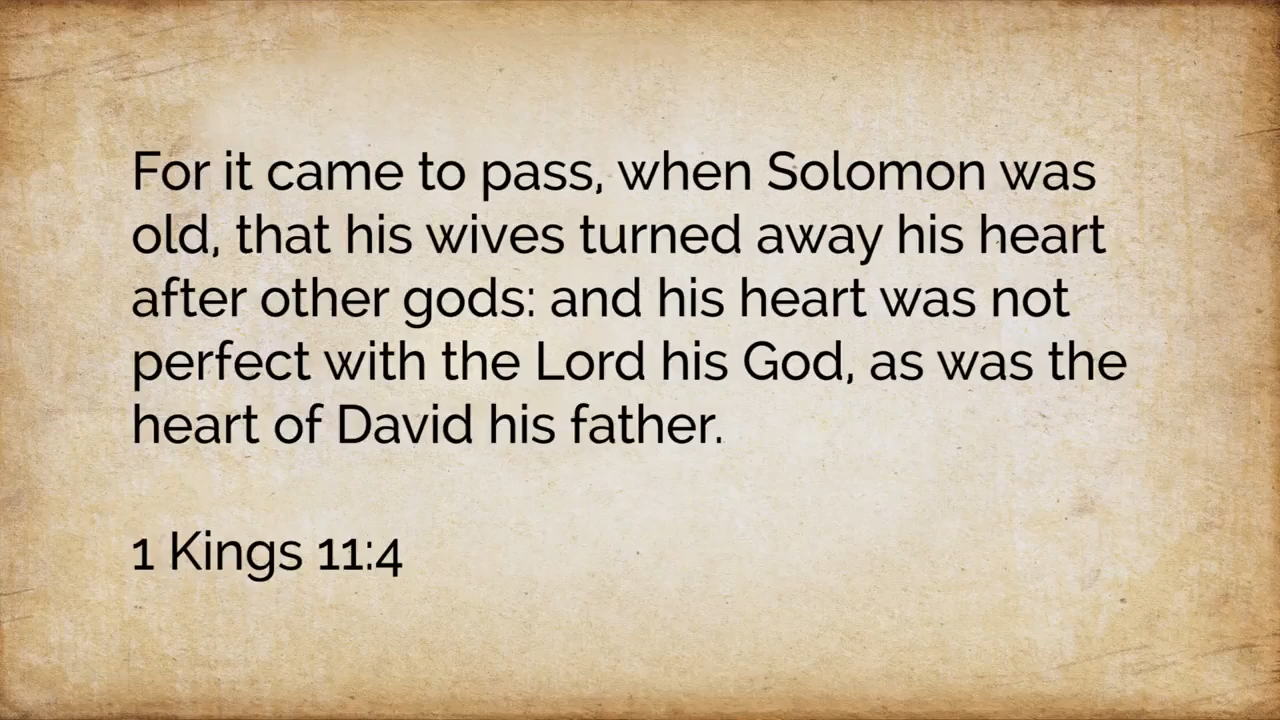 For it came to pass, when Solomon was
old, that his wives turned away his heart
after other gods: and his heart was not
perfect with the Lord his God, as was the
heart of David his father.
1 Kings 11:4